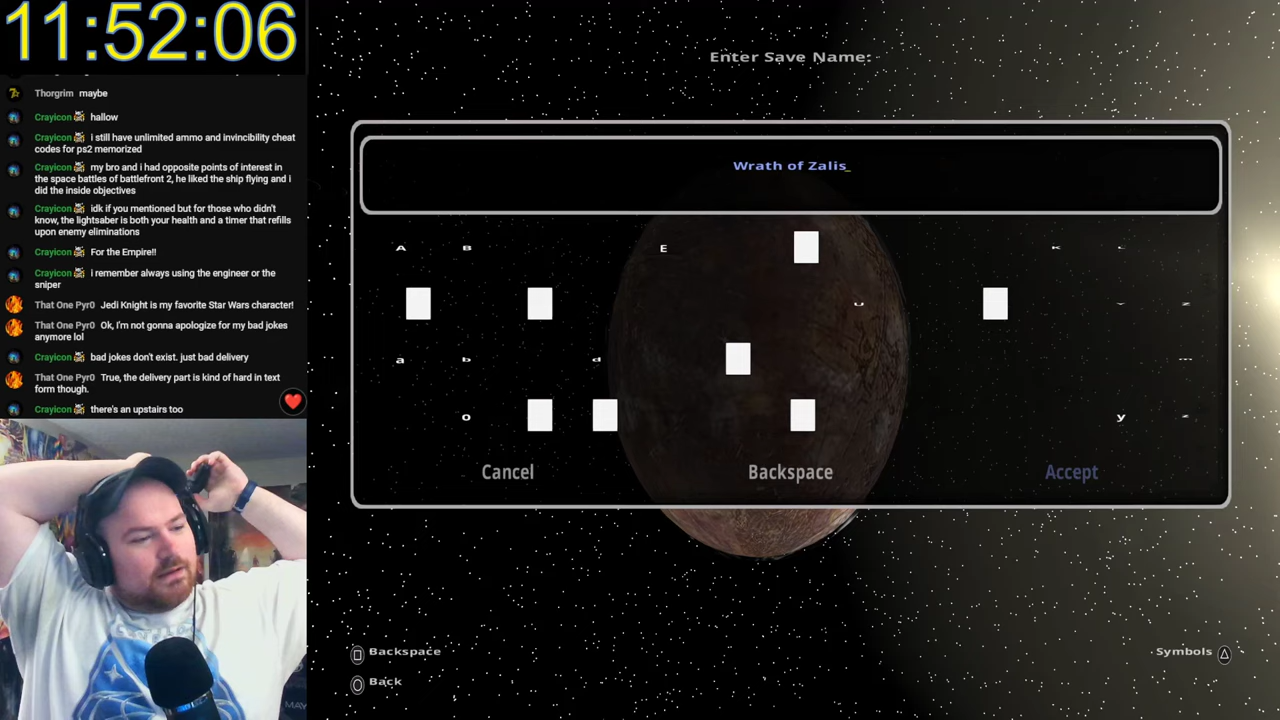 11:52:06
Thorgrim maybe
Crayicon hallow
Crayicon i still have unlimited ammo and invincibility cheat
codes for ps2 memorized
Crayicon my bro and i had opposite points of interest in
the space battles of battlefront 2, he liked the ship flying and i
did the inside objectives
Crayicon idk if you mentioned but for those who didn't
know, the lightsaber is both your health and a timer that refills
upon enemy eliminations
Crayicon For the Empire!!
Crayicon i remember always using the engineer or the
sniper
That One Pyr0 Jedi Knight is my favorite Star Wars character!
That One Pyr0 Ok, I'm not gonna apologize for my bad jokes
anymore lol
Crayicon bad jokes don't exist. just bad delivery
That One Pyr0 True, the delivery part is kind of hard in text
form though.
Crayicon there's an upstairs too
Enter Save Name:
Wrath of Zalis_
A B E K
U Z
a b d
o y
Cancel Backspace Accept
Backspace
Back
Symbols